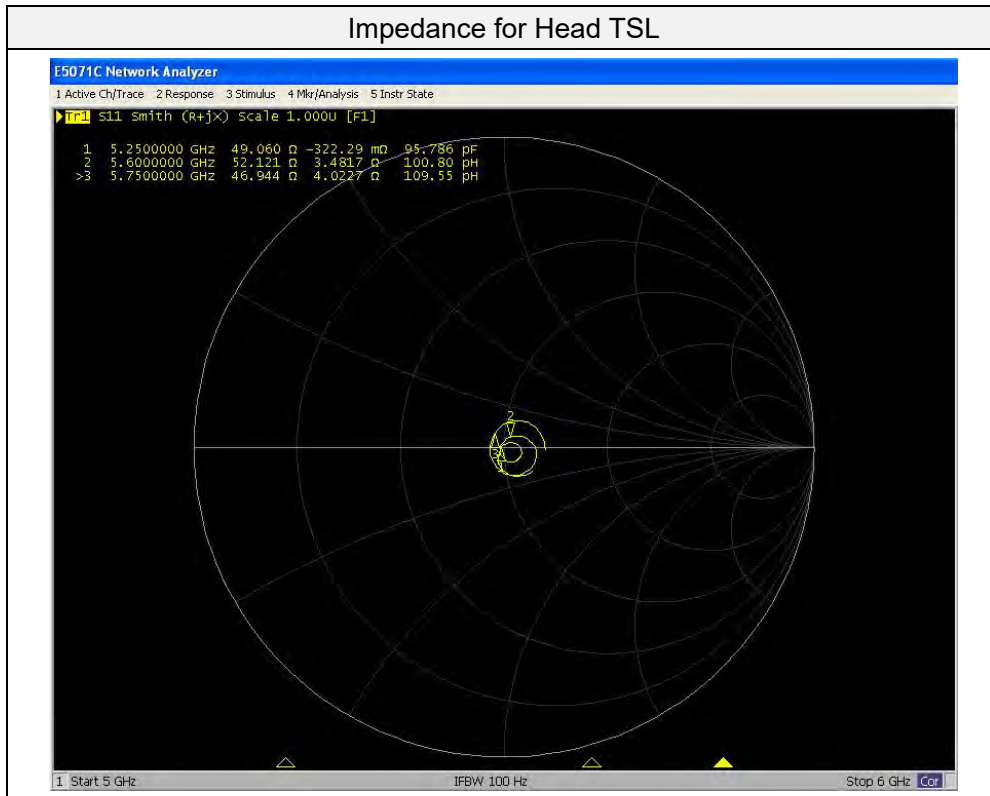 Impedance for Head TSL
E5071C Network Analyzer
1 Active Ch/Trace 2 Response 3 Stimulus 4 Mkr/Analysis 5 Instr State
Tr1 S11 Smith (R+jX) Scale 1.000U [F1]
1 5.2500000 GHz 49.060 Ω -322.29 mΩ 95.786 pF
2 5.6000000 GHz 52.121 Ω 3.4817 Ω 100.80 pH
>3 5.7500000 GHz 46.944 Ω 4.0227 Ω 109.55 pH
2
3
1 Start 5 GHz IFBW 100 Hz Stop 6 GHz Cor